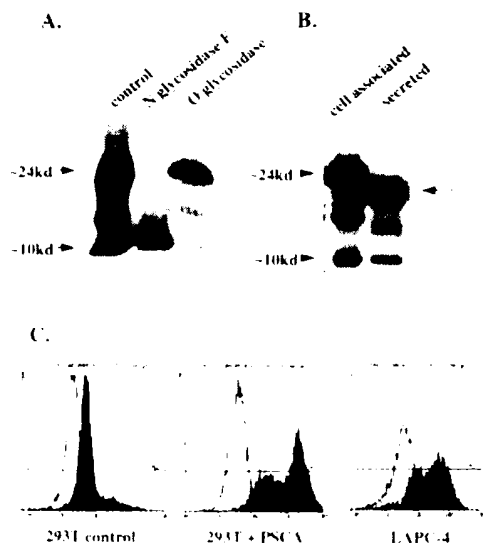 A.
control
N glycosidase F
O glycosidase
~24kd
~10kd
B.
cell associated
secreted
~24kd
~10kd
C.
293T control
293T + PSCA
LAPC-4